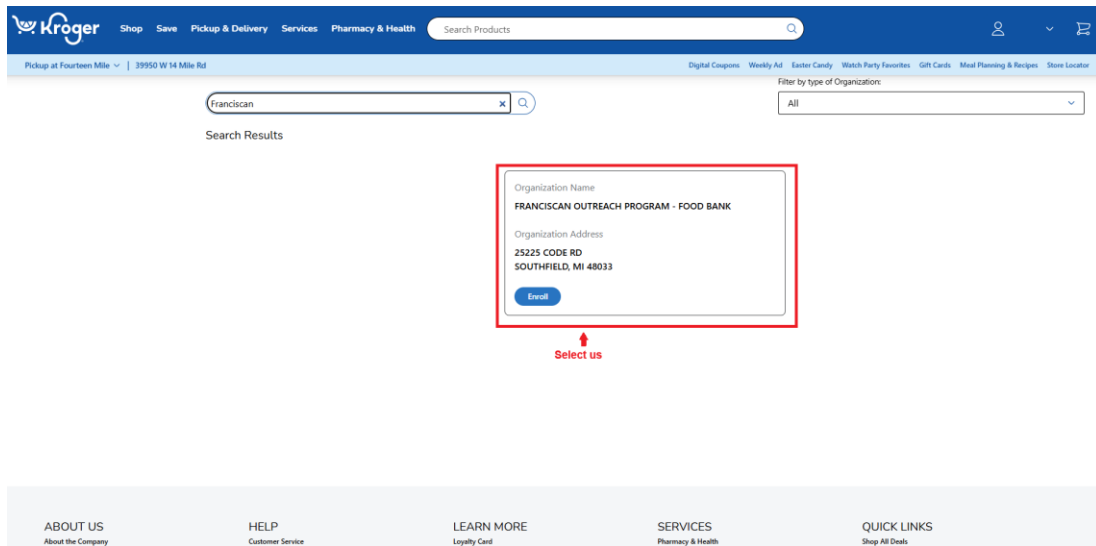 Kroger Shop Save Pickup & Delivery Services Pharmacy & Health Search Products
Pickup at Fourteen Mile | 39950 W 14 Mile Rd Digital Coupons Weekly Ad Easter Candy Watch Party Favorites Gift Cards Meal Planning & Recipes Store Locator
Filter by type of Organization:
Franciscan All
Search Results
Organization Name
FRANCISCAN OUTREACH PROGRAM - FOOD BANK
Organization Address
25225 CODE RD
SOUTHFIELD, MI 48033
Enroll
Select us
ABOUT US HELP LEARN MORE SERVICES QUICK LINKS
About the Company Customer Service Loyalty Card Pharmacy & Health Shop All Deals